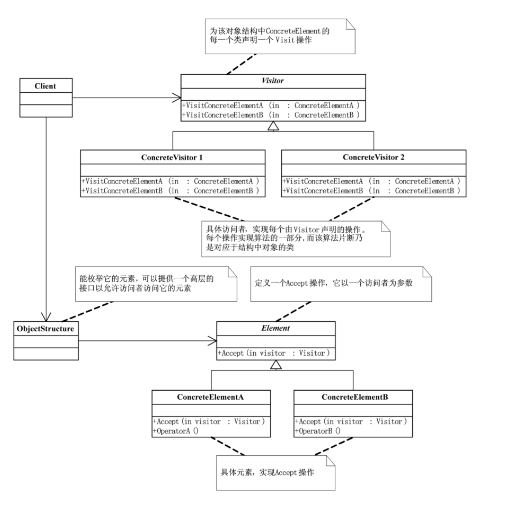 为该对象结构中ConcreteElement的
每一个类声明一个Visit操作
Client
Visitor
+VisitConcreteElementA (in : ConcreteElementA )
+VisitConcreteElementB (in : ConcreteElementB )
ConcreteVisitor 1
+VisitConcreteElementA (in : ConcreteElementA )
+VisitConcreteElementB (in : ConcreteElementB )
ConcreteVisitor 2
+VisitConcreteElementA (in : ConcreteElementA )
+VisitConcreteElementB (in : ConcreteElementB )
具体访问者，实现每个由Visitor声明的操作。
每个操作实现算法的一部分,而该算法片断乃
是对应于结构中对象的类
能枚举它的元素，可以提供一个高层的
接口以允许访问者访问它的元素
定义一个Accept操作，它以一个访问者为参数
ObjectStructure
Element
+Accept(in visitor : Visitor)
ConcreteElementA
+Accept(in visitor : Visitor)
+OperatorA ()
ConcreteElementB
+Accept(in visitor : Visitor)
+OperatorB ()
具体元素，实现Accept操作